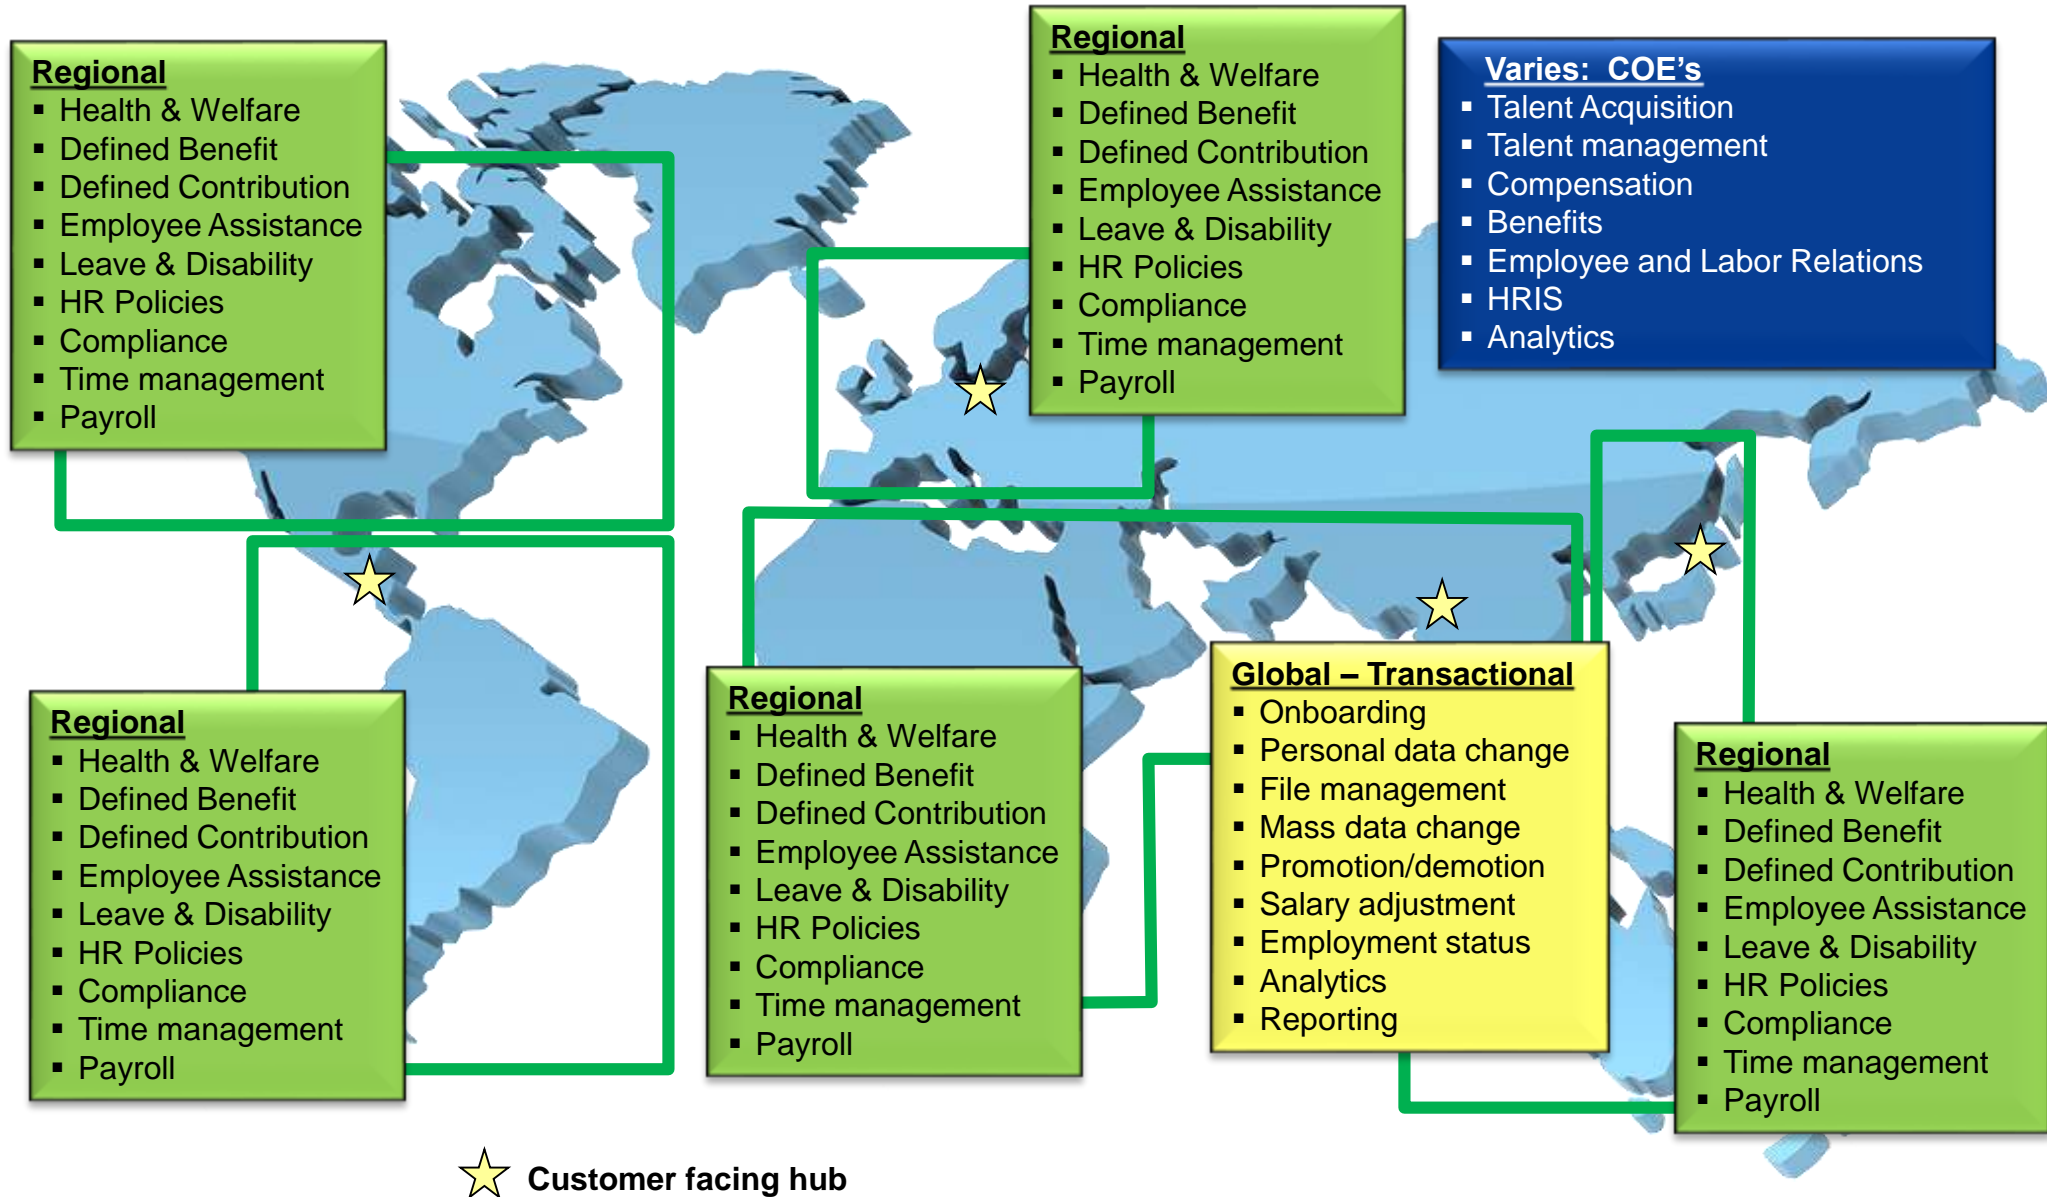 Regional
▪ Health & Welfare
▪ Defined Benefit
▪ Defined Contribution
▪ Employee Assistance
▪ Leave & Disability
▪ HR Policies
▪ Compliance
▪ Time management
▪ Payroll
Regional
▪ Health & Welfare
▪ Defined Benefit
▪ Defined Contribution
▪ Employee Assistance
▪ Leave & Disability
▪ HR Policies
▪ Compliance
▪ Time management
▪ Payroll
Varies: COE’s
▪ Talent Acquisition
▪ Talent management
▪ Compensation
▪ Benefits
▪ Employee and Labor Relations
▪ HRIS
▪ Analytics
Regional
▪ Health & Welfare
▪ Defined Benefit
▪ Defined Contribution
▪ Employee Assistance
▪ Leave & Disability
▪ HR Policies
▪ Compliance
▪ Time management
▪ Payroll
Regional
▪ Health & Welfare
▪ Defined Benefit
▪ Defined Contribution
▪ Employee Assistance
▪ Leave & Disability
▪ HR Policies
▪ Compliance
▪ Time management
▪ Payroll
Global – Transactional
▪ Onboarding
▪ Personal data change
▪ File management
▪ Mass data change
▪ Promotion/demotion
▪ Salary adjustment
▪ Employment status
▪ Analytics
▪ Reporting
Regional
▪ Health & Welfare
▪ Defined Benefit
▪ Defined Contribution
▪ Employee Assistance
▪ Leave & Disability
▪ HR Policies
▪ Compliance
▪ Time management
▪ Payroll
Customer facing hub